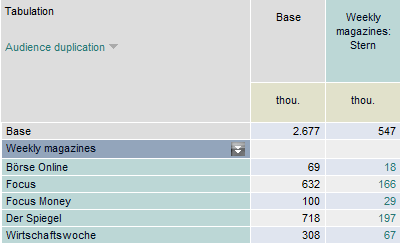 Tabulation
Audience duplication
Base
Weekly
magazines:
Stern
thou. thou.
Base 2.677 547
Weekly magazines
Börse Online 69 18
Focus 632 166
Focus Money 100 29
Der Spiegel 718 197
Wirtschaftswoche 308 67